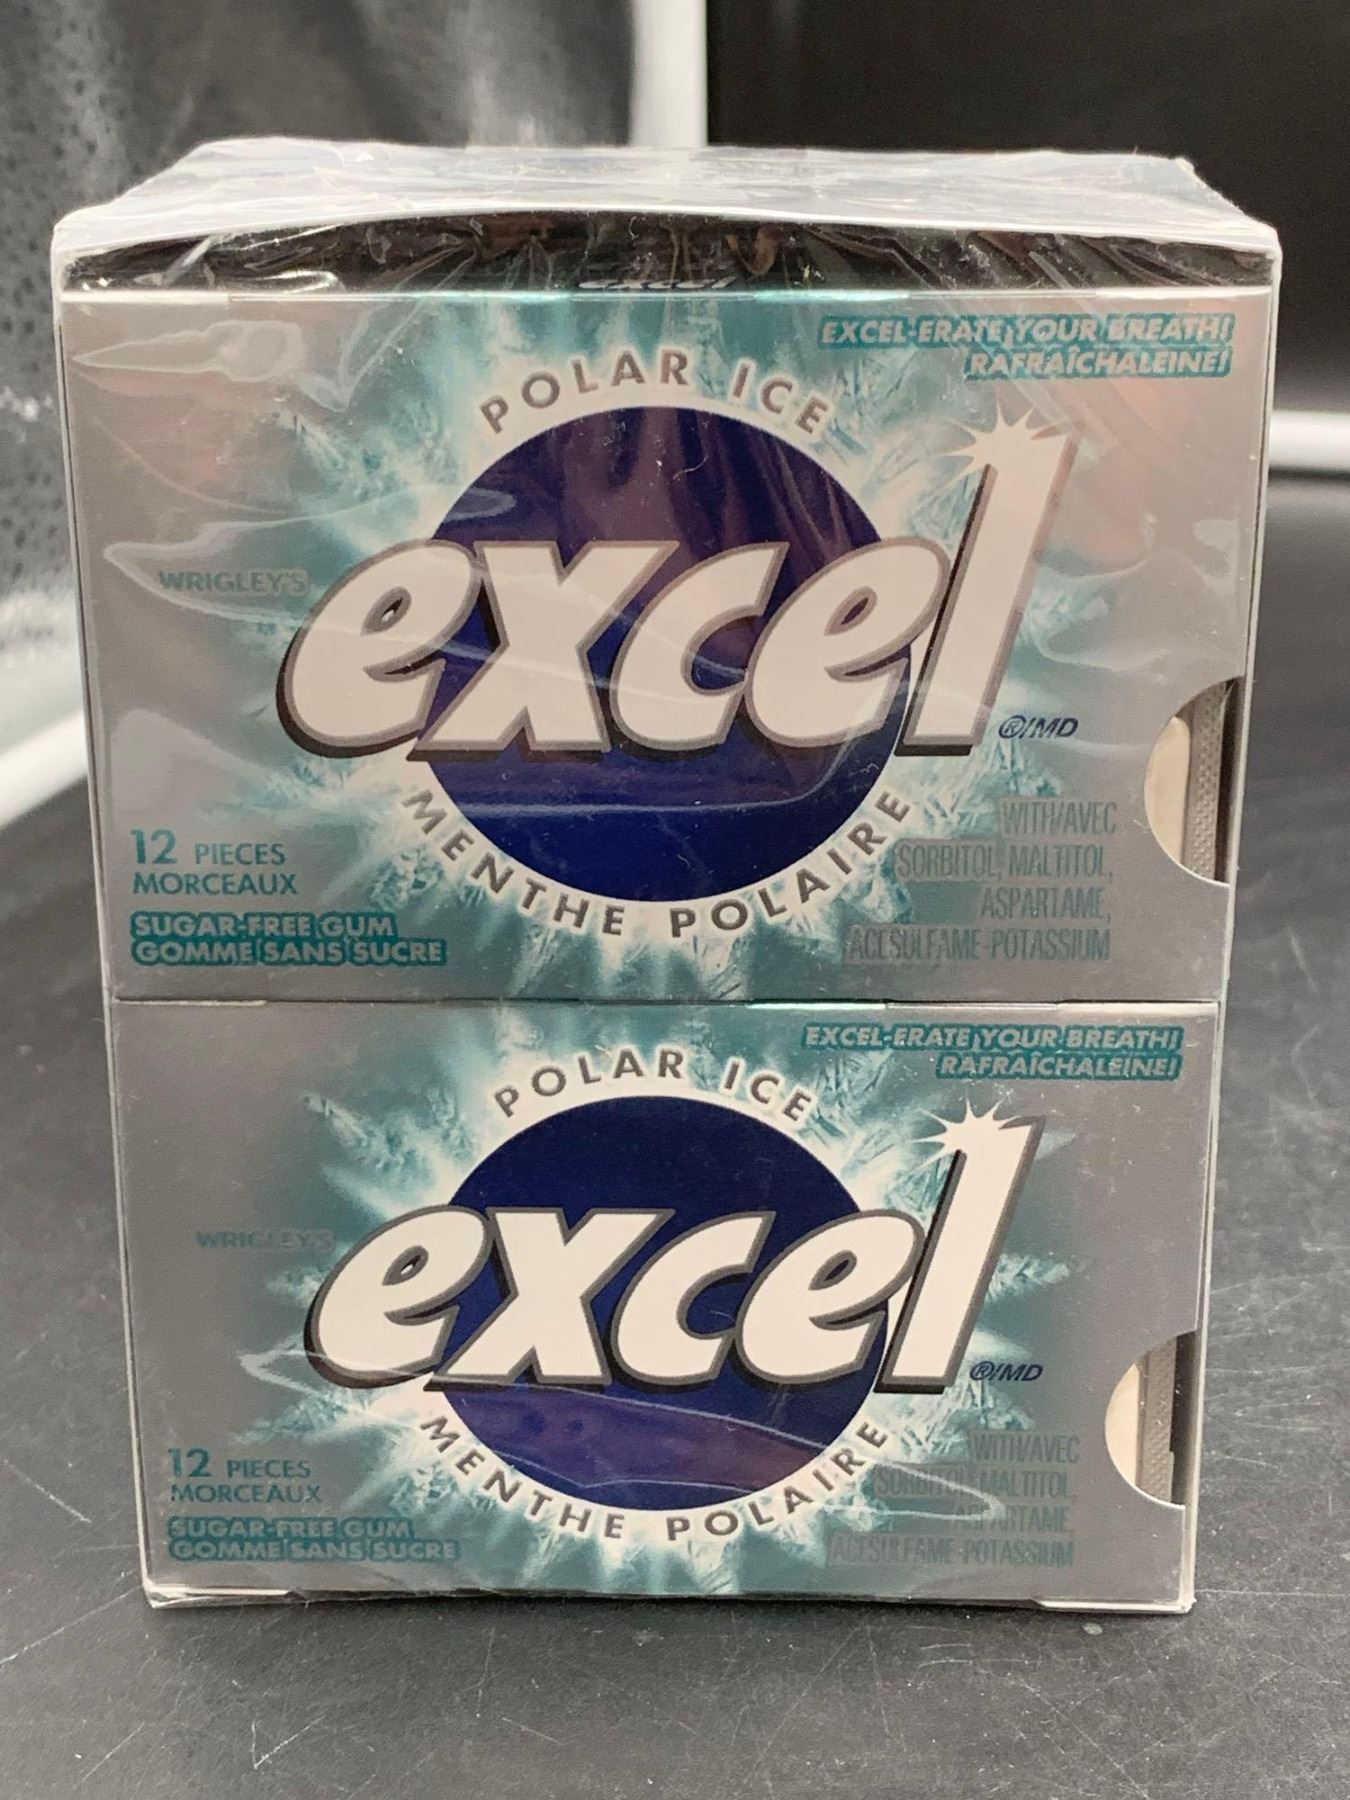 excel
EXCEL-ERATE YOUR BREATH!
RAFRAÎCHALEINE!
POLAR ICE
WRIGLEY'S
excel
®/MD
MENTHE POLAIRE
12 PIECES
MORCEAUX
SUGAR-FREE GUM
GOMME SANS SUCRE
WITH/AVEC
SORBITOL, MALTITOL,
ASPARTAME,
ACESULFAME-POTASSIUM
EXCEL-ERATE YOUR BREATH!
RAFRAÎCHALEINE!
POLAR ICE
WRIGLEY'S
excel
®/MD
MENTHE POLAIRE
12 PIECES
MORCEAUX
SUGAR-FREE GUM
GOMME SANS SUCRE
WITH/AVEC
SORBITOL, MALTITOL,
ASPARTAME,
ACESULFAME-POTASSIUM